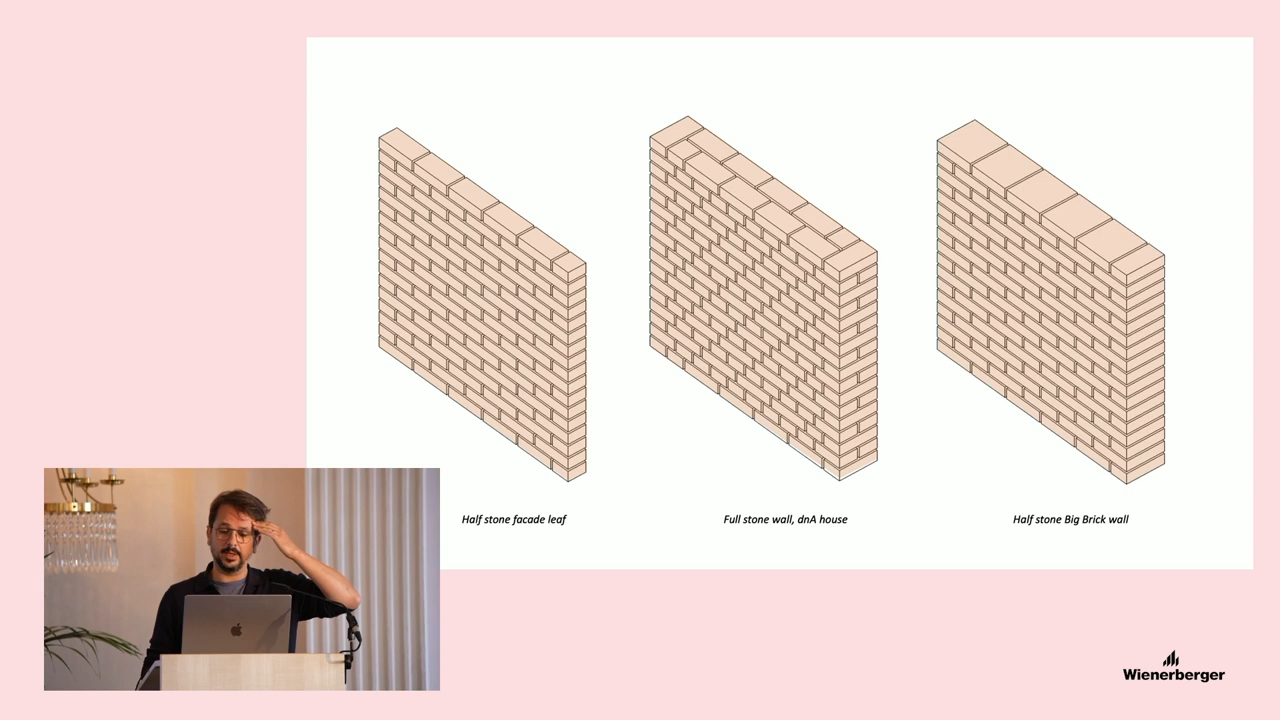 Half stone facade leaf
Full stone wall, dnA house
Half stone Big Brick wall
Wienerberger